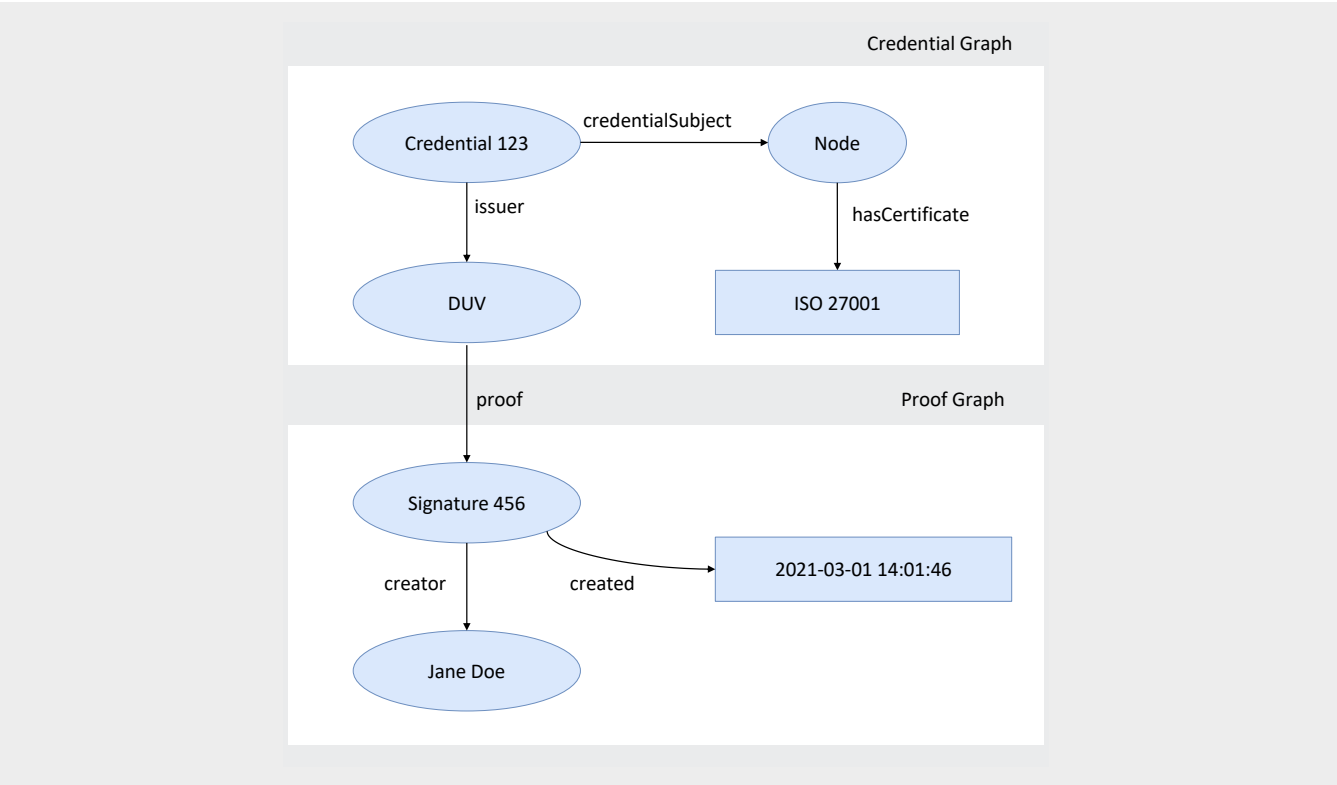 Credential Graph
credentialSubject
Credential 123
Node
issuer
hasCertificate
DUV
ISO 27001
proof
Proof Graph
Signature 456
2021-03-01 14:01:46
creator
created
Jane Doe